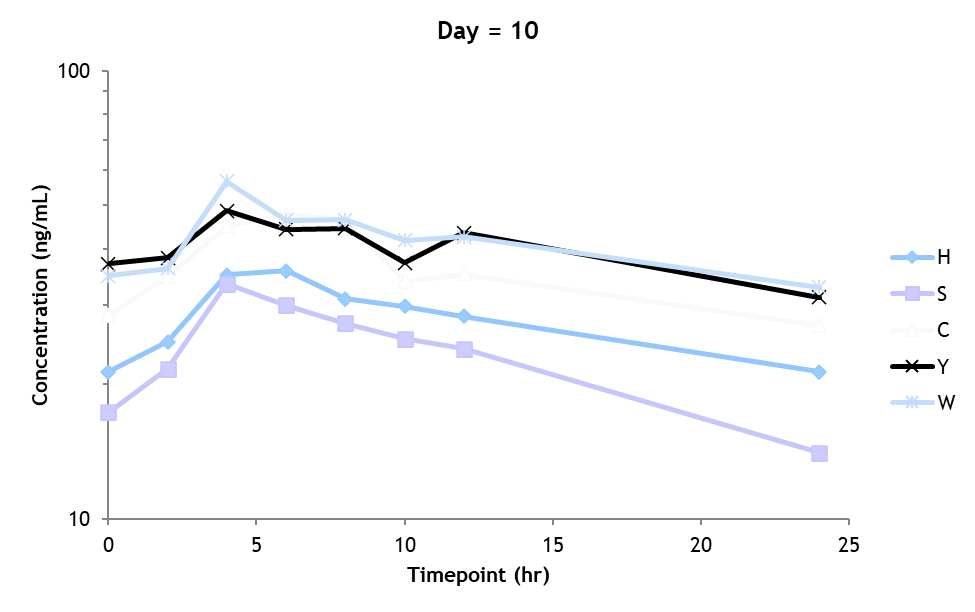 Day = 10
100
10
Concentration (ng/mL)
0 5 10 15 20 25
Timepoint (hr)
H
S
C
Y
W